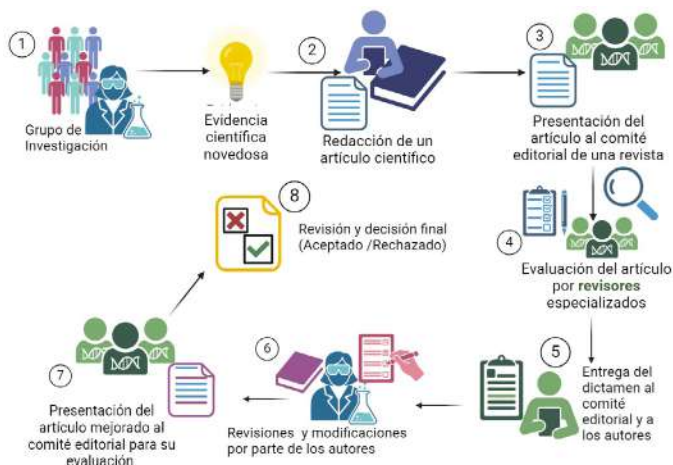 1
Grupo de
Investigación
Evidencia
científica
novedosa
2
Redacción de un
artículo científico
3
Presentación del
artículo al comité
editorial de una revista
4
Evaluación del artículo
por revisores
especializados
5
Entrega del
dictamen al
comité
editorial y a
los autores
6
Revisiones y modificaciones
por parte de los autores
7
Presentación del
artículo mejorado al
comité editorial para su
evaluación
8
Revisión y decisión final
(Aceptado /Rechazado)